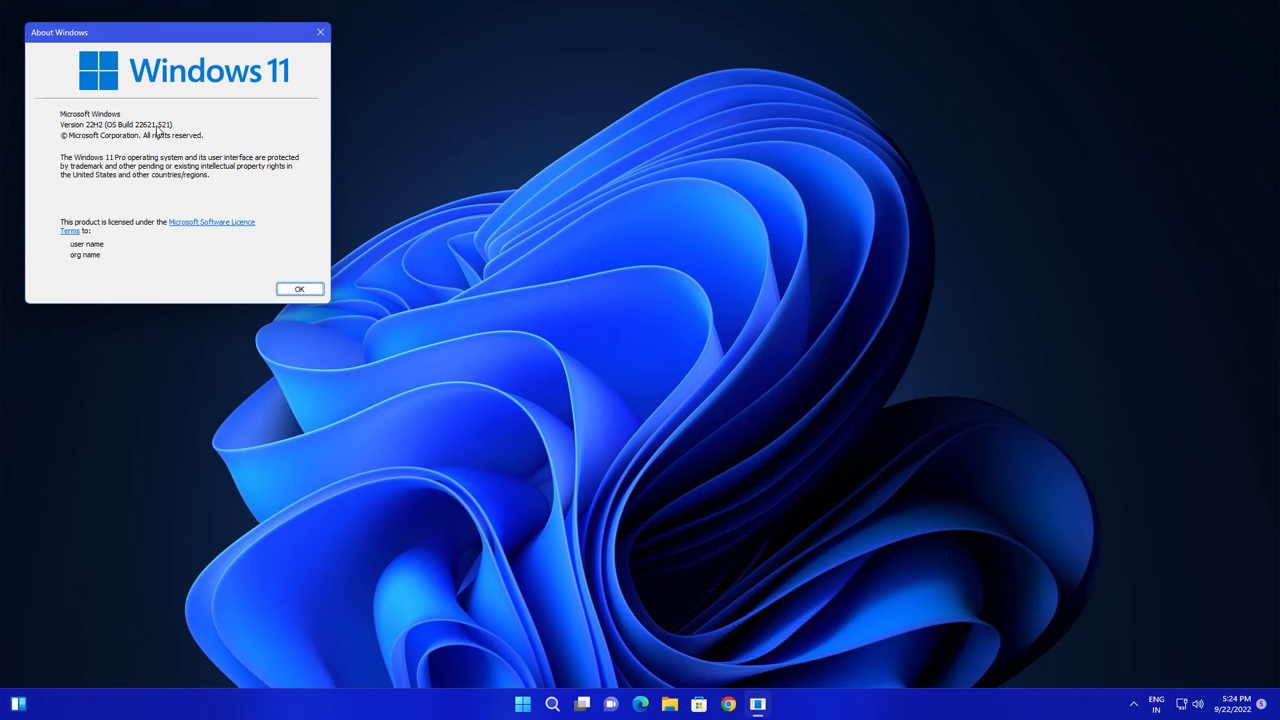 About Windows
Windows 11
Microsoft Windows
Version 22H2 (OS Build 22621.521)
© Microsoft Corporation. All rights reserved.
The Windows 11 Pro operating system and its user interface are protected
by trademark and other pending or existing intellectual property rights in
the United States and other countries/regions.
This product is licensed under the Microsoft Software Licence
Terms to:
user name
org name
OK
ENG
IN
5:24 PM
9/22/2022
5